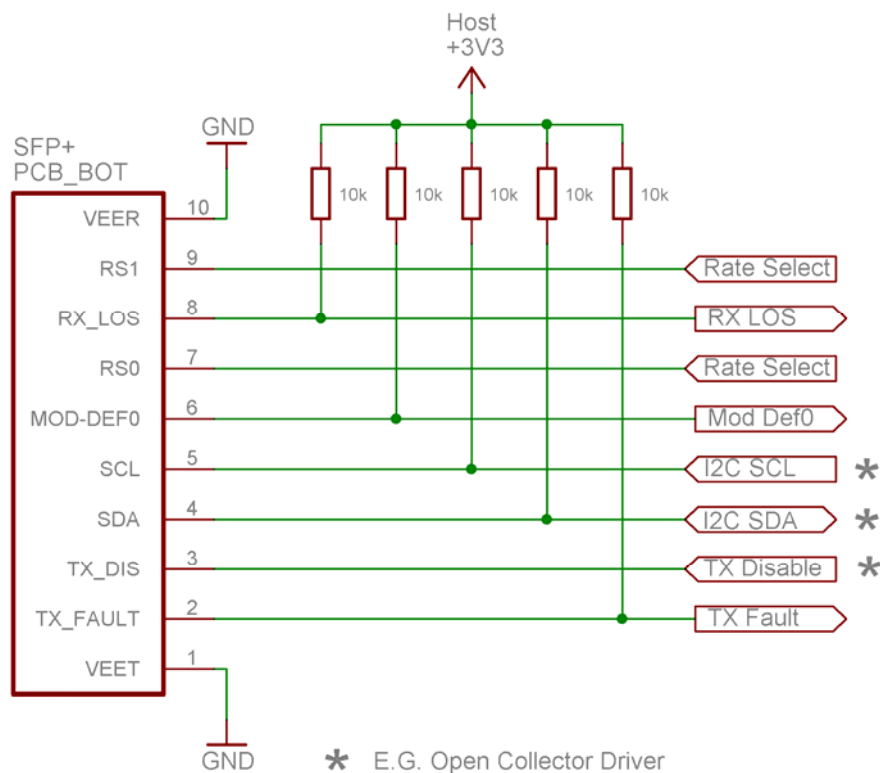 Host
+3V3
GND
SFP+
PCB_BOT
10k 10k 10k 10k 10k
VEER 10
RS1 9 Rate Select
RX_LOS 8 RX LOS
RS0 7 Rate Select
MOD-DEF0 6 Mod Def0
SCL 5 I2C SCL *
SDA 4 I2C SDA *
TX_DIS 3 TX Disable *
TX_FAULT 2 TX Fault
VEET 1
GND
* E.G. Open Collector Driver